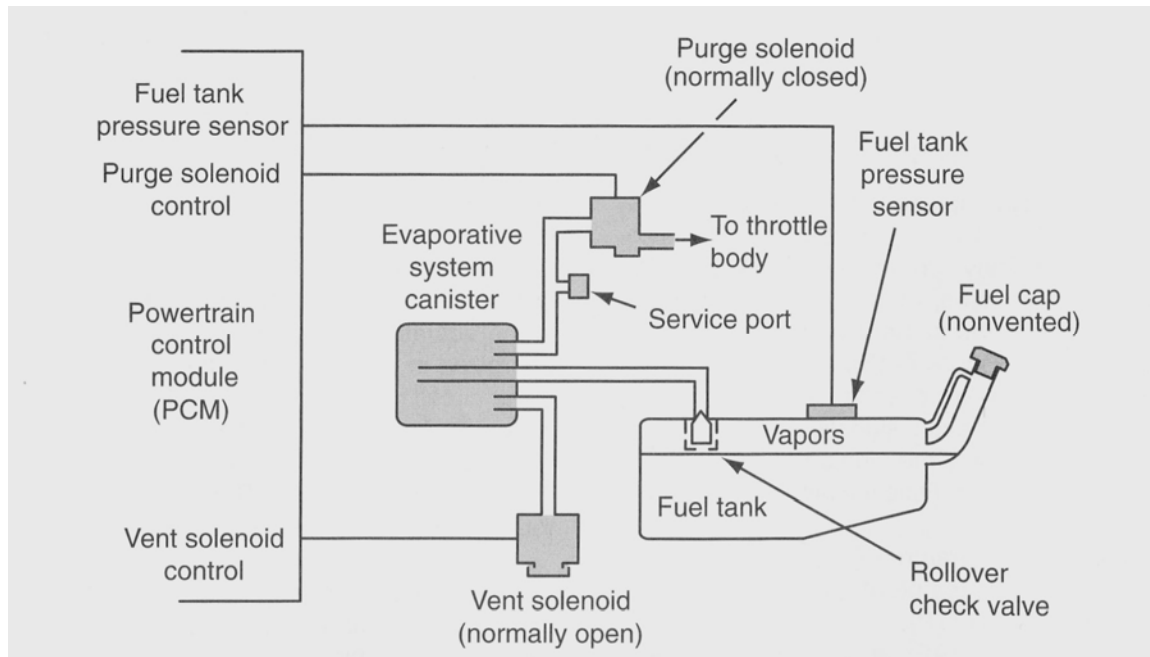 Purge solenoid
(normally closed)
Fuel tank
pressure sensor
Fuel tank
pressure
sensor
Purge solenoid
control
To throttle
body
Evaporative
system
canister
Fuel cap
(nonvented)
Service port
Powertrain
control
module
(PCM)
Vapors
Fuel tank
Vent solenoid
control
Rollover
check valve
Vent solenoid
(normally open)